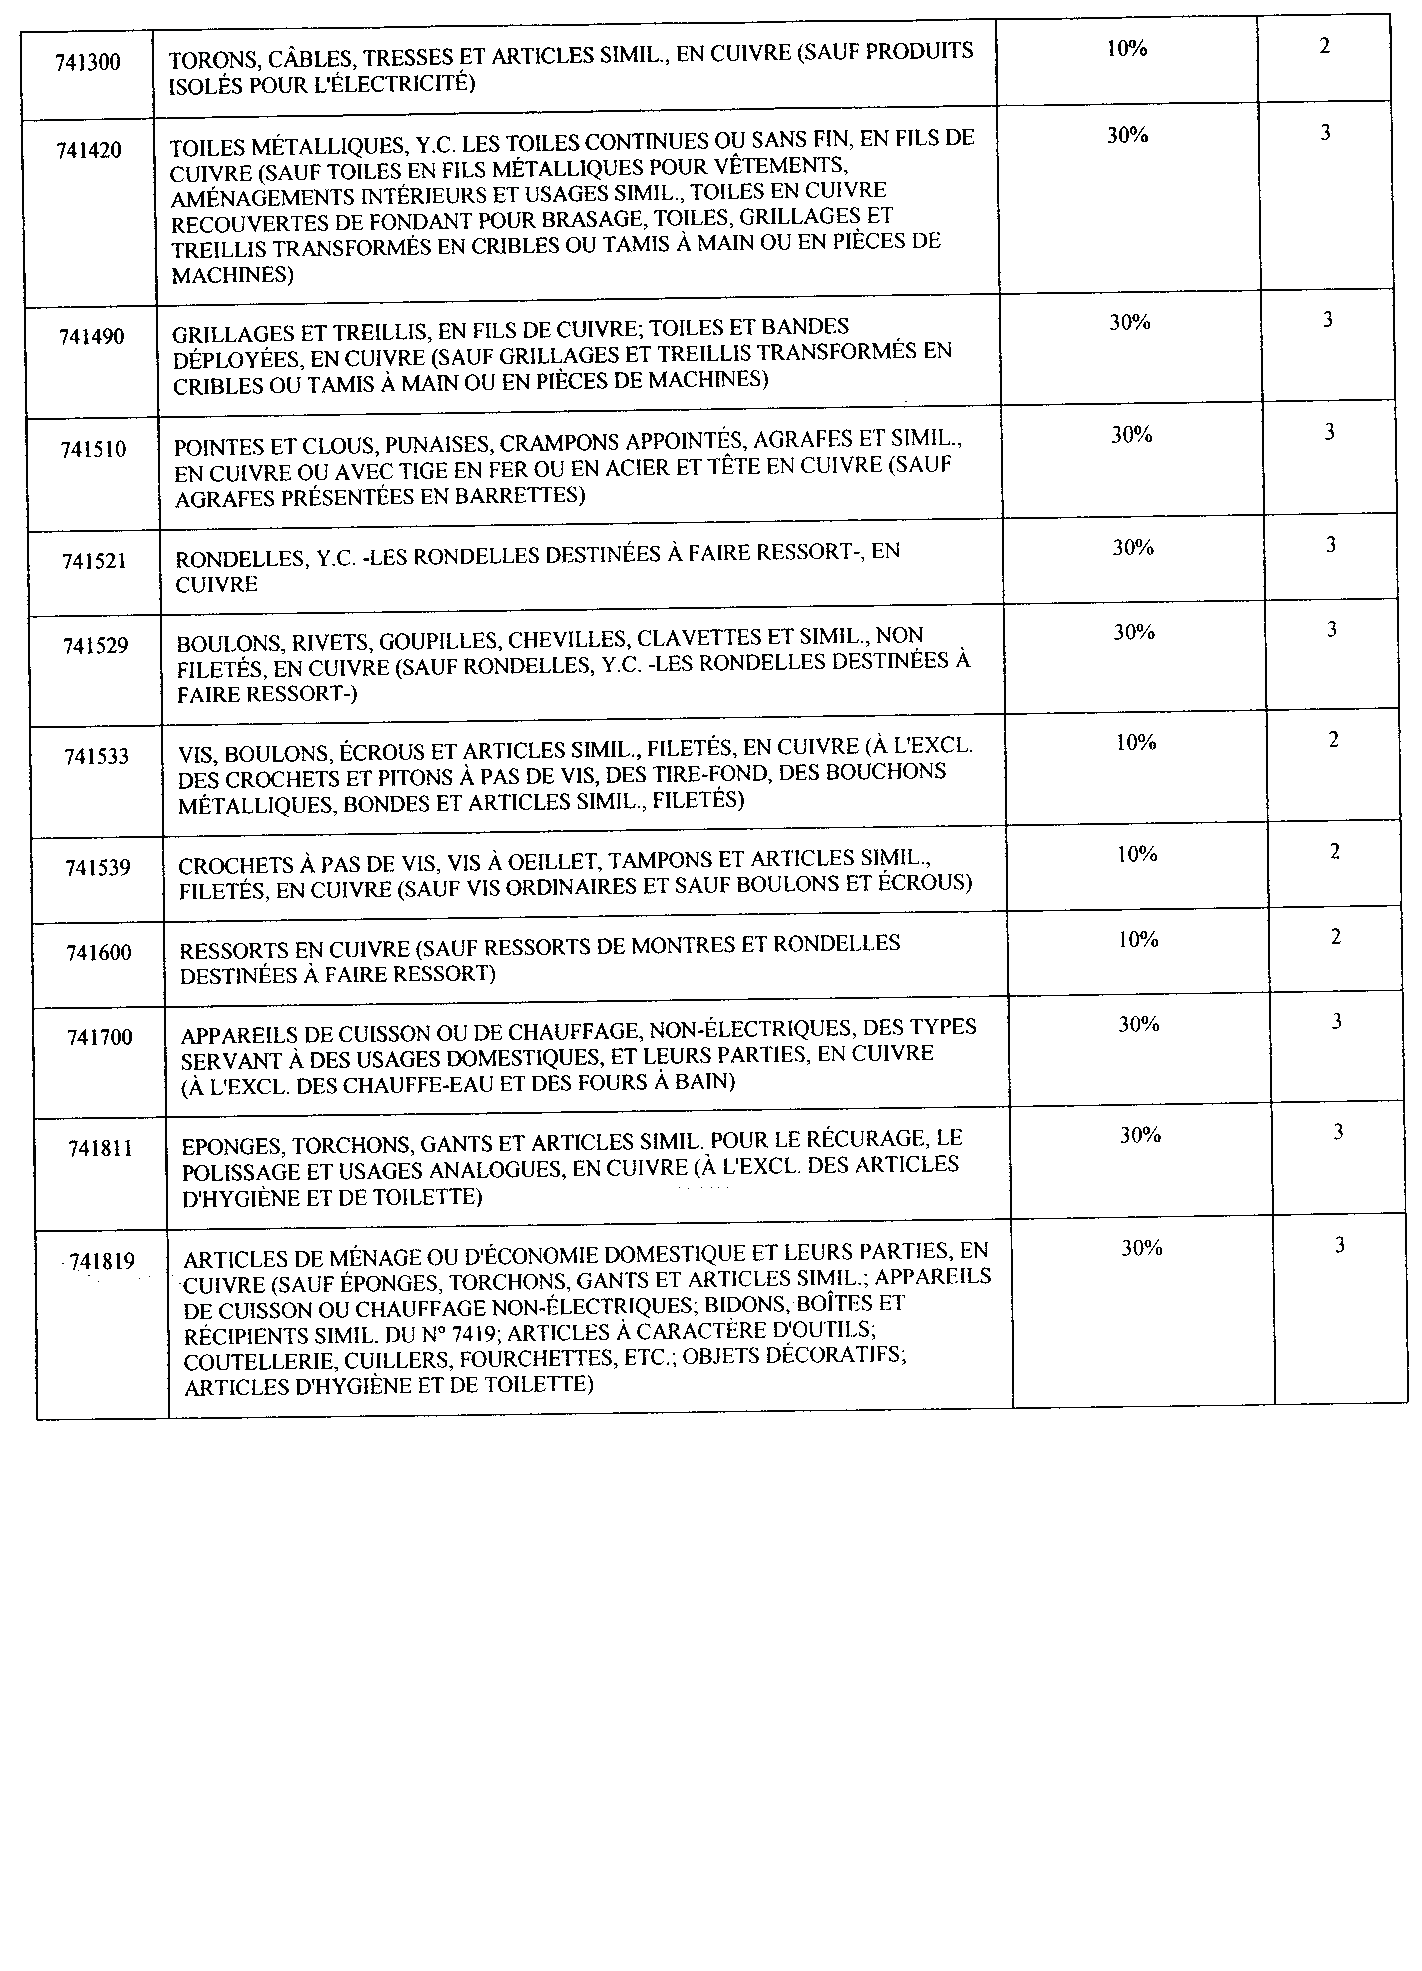 741300 TORONS, CÂBLES, TRESSES ET ARTICLES SIMIL., EN CUIVRE (SAUF PRODUITS 10% 2
ISOLÉS POUR L'ÉLECTRICITÉ)
741420 TOILES MÉTALLIQUES, Y.C. LES TOILES CONTINUES OU SANS FIN, EN FILS DE 30% 3
CUIVRE (SAUF TOILES EN FILS MÉTALLIQUES POUR VÊTEMENTS,
AMÉNAGEMENTS INTÉRIEURS ET USAGES SIMIL., TOILES EN CUIVRE
RECOUVERTES DE FONDANT POUR BRASAGE, TOILES, GRILLAGES ET
TREILLIS TRANSFORMÉS EN CRIBLES OU TAMIS À MAIN OU EN PIÈCES DE
MACHINES)
741490 GRILLAGES ET TREILLIS, EN FILS DE CUIVRE; TOILES ET BANDES 30% 3
DÉPLOYÉES, EN CUIVRE (SAUF GRILLAGES ET TREILLIS TRANSFORMÉS EN
CRIBLES OU TAMIS À MAIN OU EN PIÈCES DE MACHINES)
741510 POINTES ET CLOUS, PUNAISES, CRAMPONS APPOINTÉS, AGRAFES ET SIMIL., 30% 3
EN CUIVRE OU AVEC TIGE EN FER OU EN ACIER ET TÊTE EN CUIVRE (SAUF
AGRAFES PRÉSENTÉES EN BARRETTES)
741521 RONDELLES, Y.C. -LES RONDELLES DESTINÉES À FAIRE RESSORT-, EN 30% 3
CUIVRE
741529 BOULONS, RIVETS, GOUPILLES, CHEVILLES, CLAVETTES ET SIMIL., NON 30% 3
FILETÉS, EN CUIVRE (SAUF RONDELLES, Y.C. -LES RONDELLES DESTINÉES À
FAIRE RESSORT-)
741533 VIS, BOULONS, ÉCROUS ET ARTICLES SIMIL., FILETÉS, EN CUIVRE (À L'EXCL. 10% 2
DES CROCHETS ET PITONS À PAS DE VIS, DES TIRE-FOND, DES BOUCHONS
MÉTALLIQUES, BONDES ET ARTICLES SIMIL., FILETÉS)
741539 CROCHETS À PAS DE VIS, VIS À OEILLET, TAMPONS ET ARTICLES SIMIL., 10% 2
FILETÉS, EN CUIVRE (SAUF VIS ORDINAIRES ET SAUF BOULONS ET ÉCROUS)
741600 RESSORTS EN CUIVRE (SAUF RESSORTS DE MONTRES ET RONDELLES 10% 2
DESTINÉES À FAIRE RESSORT)
741700 APPAREILS DE CUISSON OU DE CHAUFFAGE, NON-ÉLECTRIQUES, DES TYPES 30% 3
SERVANT À DES USAGES DOMESTIQUES, ET LEURS PARTIES, EN CUIVRE
(À L'EXCL. DES CHAUFFE-EAU ET DES FOURS À BAIN)
741811 EPONGES, TORCHONS, GANTS ET ARTICLES SIMIL. POUR LE RÉCURAGE, LE 30% 3
POLISSAGE ET USAGES ANALOGUES, EN CUIVRE (À L'EXCL. DES ARTICLES
D'HYGIÈNE ET DE TOILETTE)
741819 ARTICLES DE MÉNAGE OU D'ÉCONOMIE DOMESTIQUE ET LEURS PARTIES, EN 30% 3
CUIVRE (SAUF ÉPONGES, TORCHONS, GANTS ET ARTICLES SIMIL.; APPAREILS
DE CUISSON OU CHAUFFAGE NON-ÉLECTRIQUES; BIDONS, BOÎTES ET
RÉCIPIENTS SIMIL. DU N° 7419; ARTICLES À CARACTÈRE D'OUTILS;
COUTELLERIE, CUILLERS, FOURCHETTES, ETC.; OBJETS DÉCORATIFS;
ARTICLES D'HYGIÈNE ET DE TOILETTE)